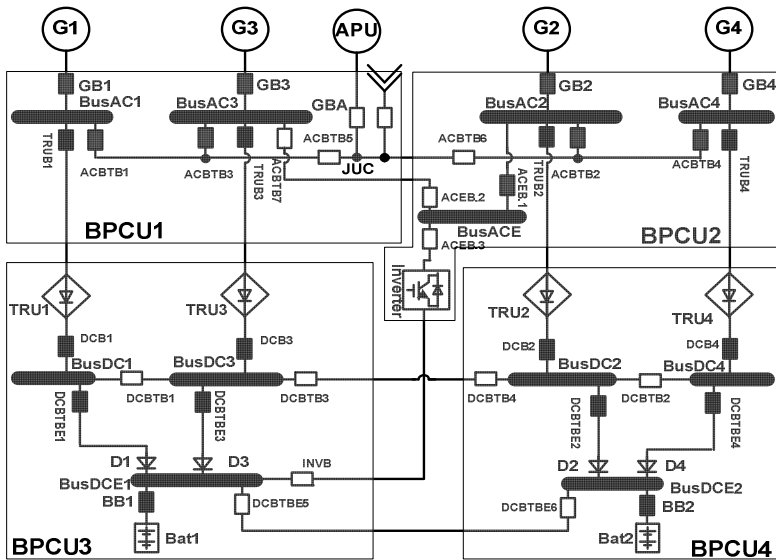 G1
G3
APU
G2
G4
GB1
GB3
GBA
GB2
GB4
BusAC1
BusAC3
BusAC2
BusAC4
TRUB1
ACBTB1
ACBTB3
TRUB3
ACBTB7
ACBTB5
JUC
ACBTB6
ACEB.1
TRUB2
ACBTB2
ACBTB4
TRUB4
ACEB.2
BusACE
ACEB.3
BPCU1
BPCU2
Inverter
TRU1
TRU3
TRU2
TRU4
DCB1
DCB3
DCB2
DCB4
BusDC1
BusDC3
BusDC2
BusDC4
DCBTB1
DCBTB3
DCBTB4
DCBTB2
DCBTBE1
DCBTBE3
DCBTBE2
DCBTBE4
D1
D3
INVB
D2
D4
BusDCE1
BusDCE2
BB1
DCBTBE5
DCBTBE6
BB2
Bat1
Bat2
BPCU3
BPCU4